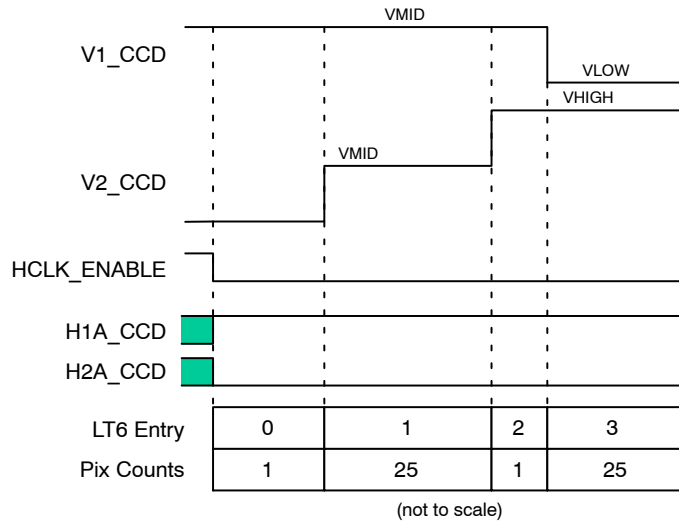 VMID
V1_CCD
VLOW
VHIGH
VMID
V2_CCD
HCLK_ENABLE
H1A_CCD
H2A_CCD
LT6 Entry 0 1 2 3
Pix Counts 1 25 1 25
(not to scale)